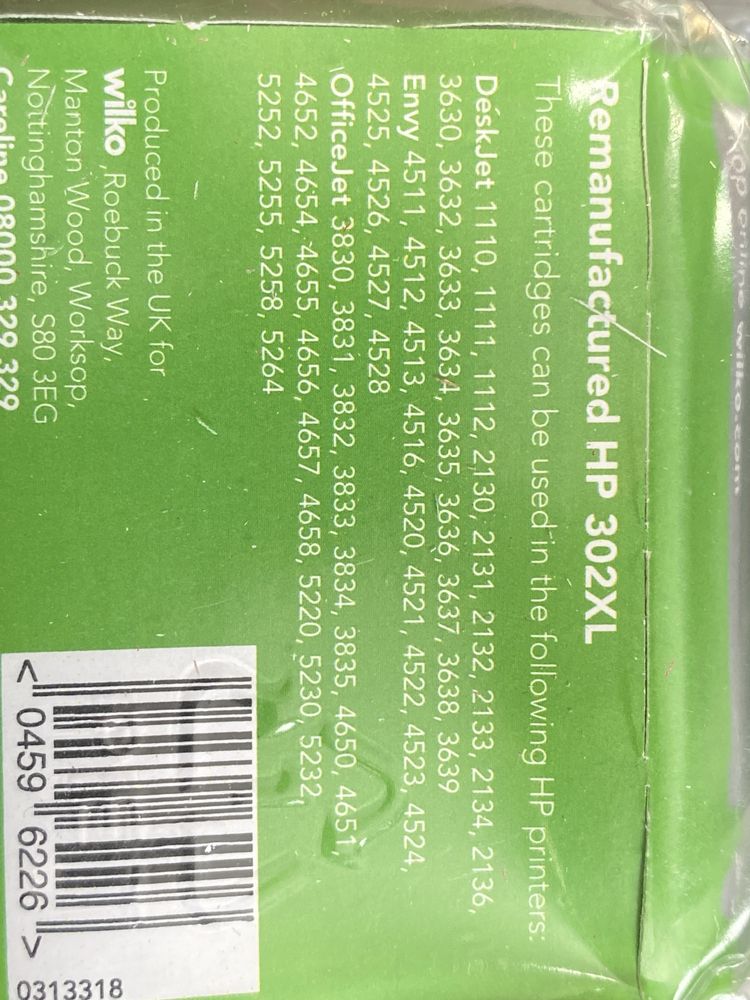 Remanufactured HP 302XL
These cartridges can be used in the following HP printers:
DeskJet 1110, 1111, 1112, 2130, 2131, 2132, 2133, 2134, 2136,
3630, 3632, 3633, 3634, 3635, 3636, 3637, 3638, 3639
Envy 4511, 4512, 4513, 4516, 4520, 4521, 4522, 4523, 4524,
4525, 4526, 4527, 4528
OfficeJet 3830, 3831, 3832, 3833, 3834, 3835, 4650, 4651,
4652, 4654, 4655, 4656, 4657, 4658, 5220, 5230, 5232,
5252, 5255, 5258, 5264
Produced in the UK for
wilko, Roebuck Way,
Manton Wood, Worksop,
Nottinghamshire, S80 3EG
Careline 08000 329 329
< 0459 6226 >
0313318